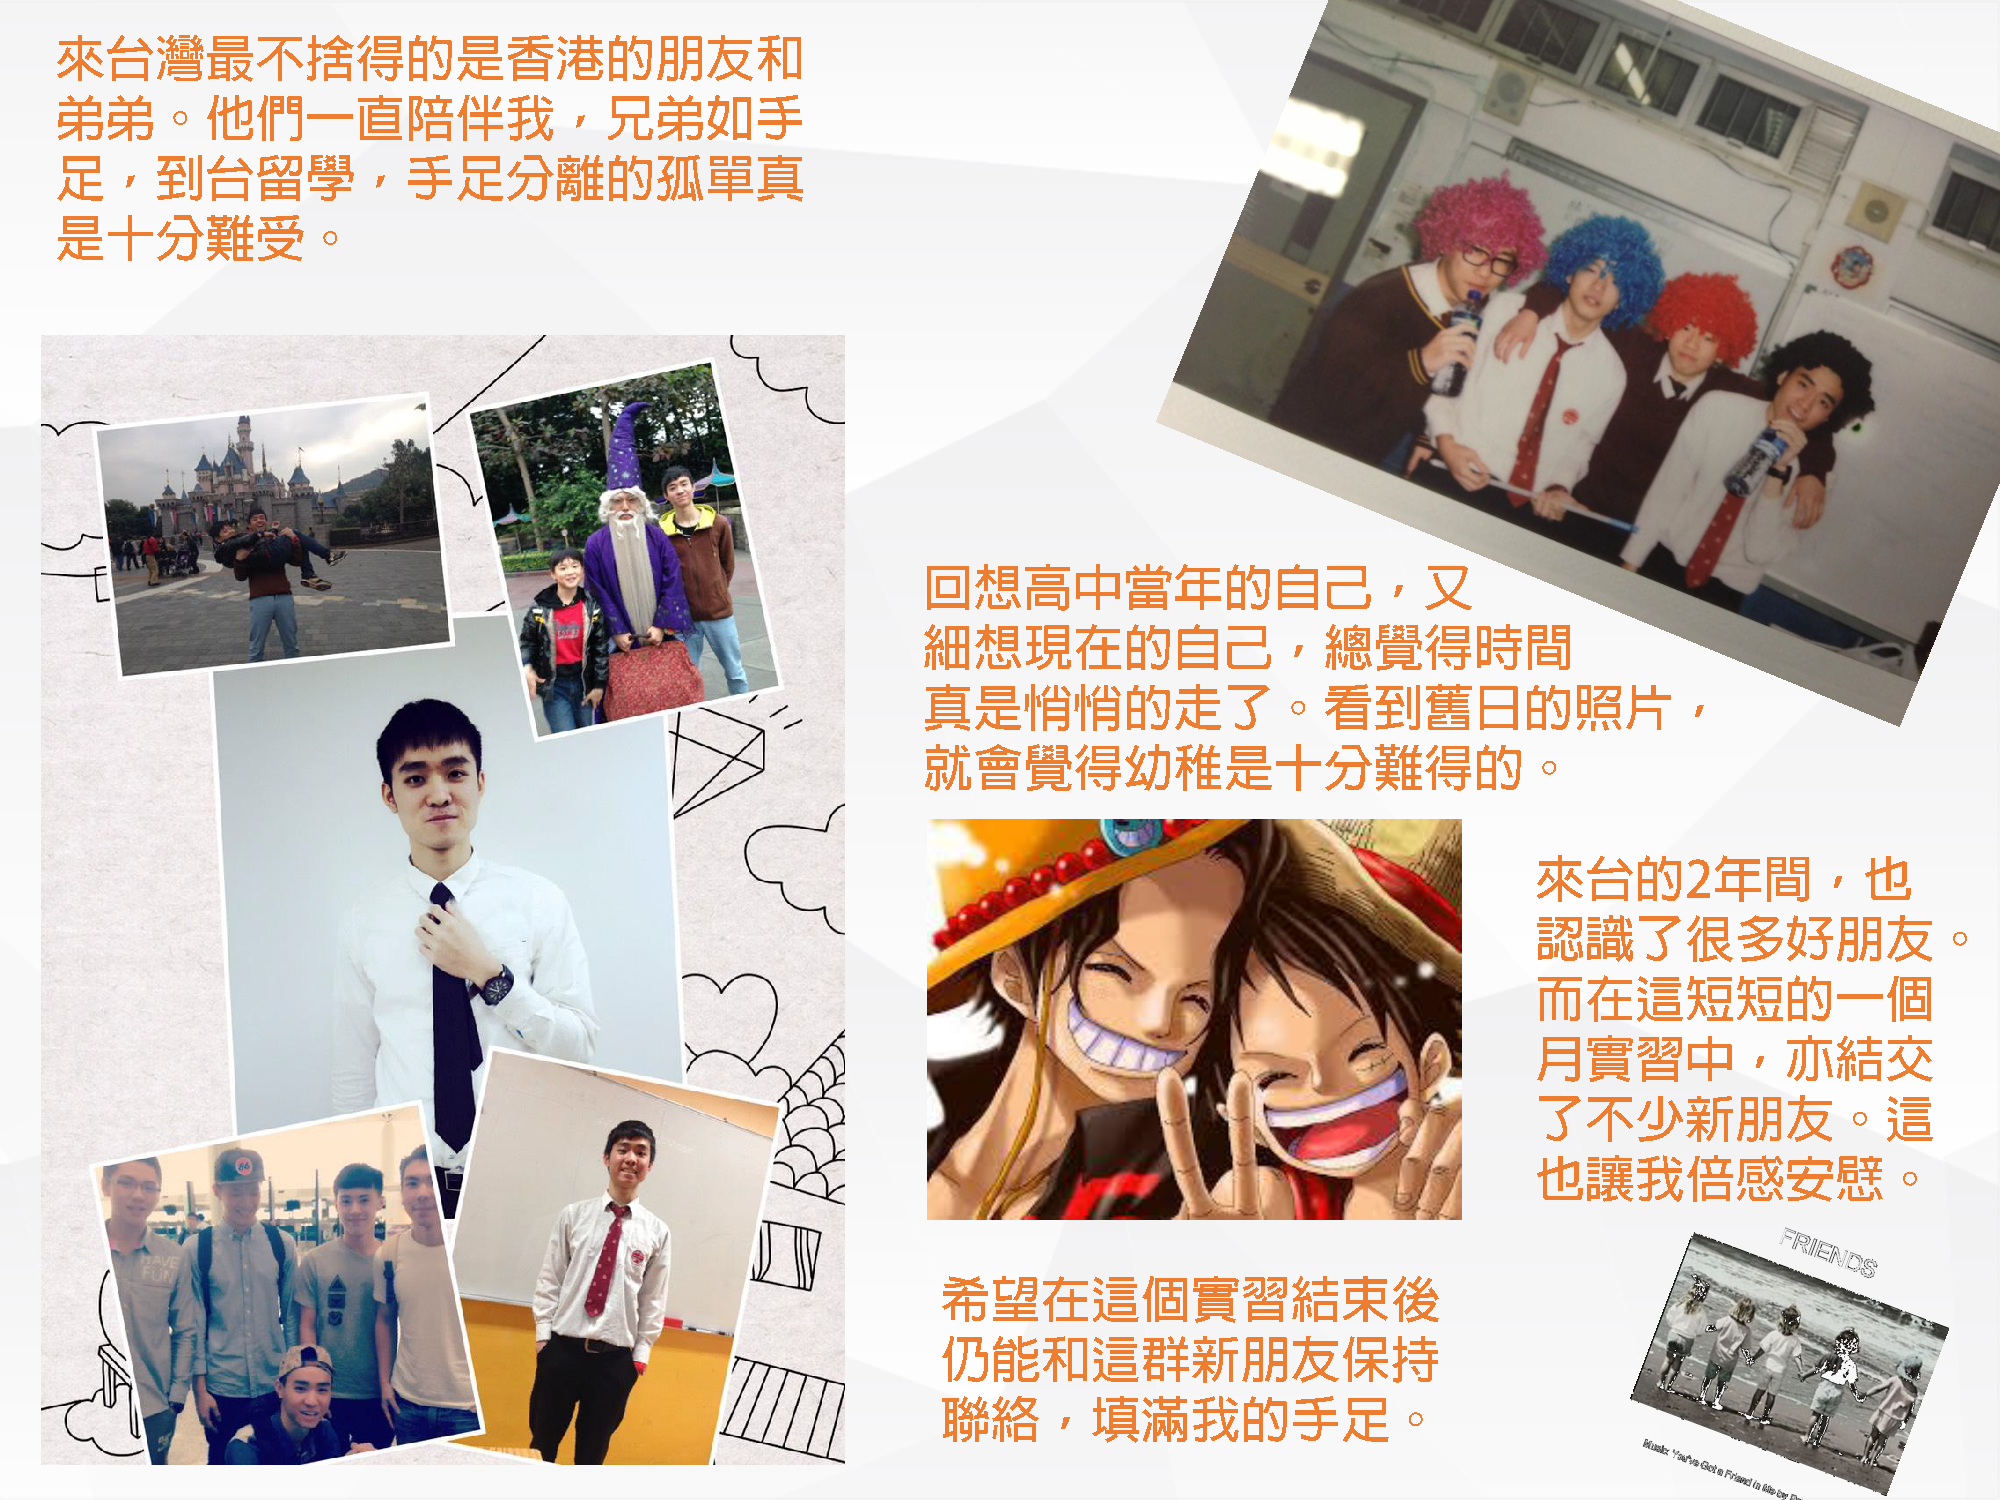 來台灣最不捨得的是香港的朋友和
弟弟。他們一直陪伴我，兄弟如手
足，到台留學，手足分離的孤單真
是十分難受。
回想高中當年的自己，又
細想現在的自己，總覺得時間
真是悄悄的走了。看到舊日的照片，
就會覺得幼稚是十分難得的。
來台的2年間，也
認識了很多好朋友。
而在這短短的一個
月實習中，亦結交
了不少新朋友。這
也讓我倍感安慰。
希望在這個實習結束後
仍能和這群新朋友保持
聯絡，填滿我的手足。
86
HAVE
FUN
FRIENDS
Music: You've Got a Friend in Me by